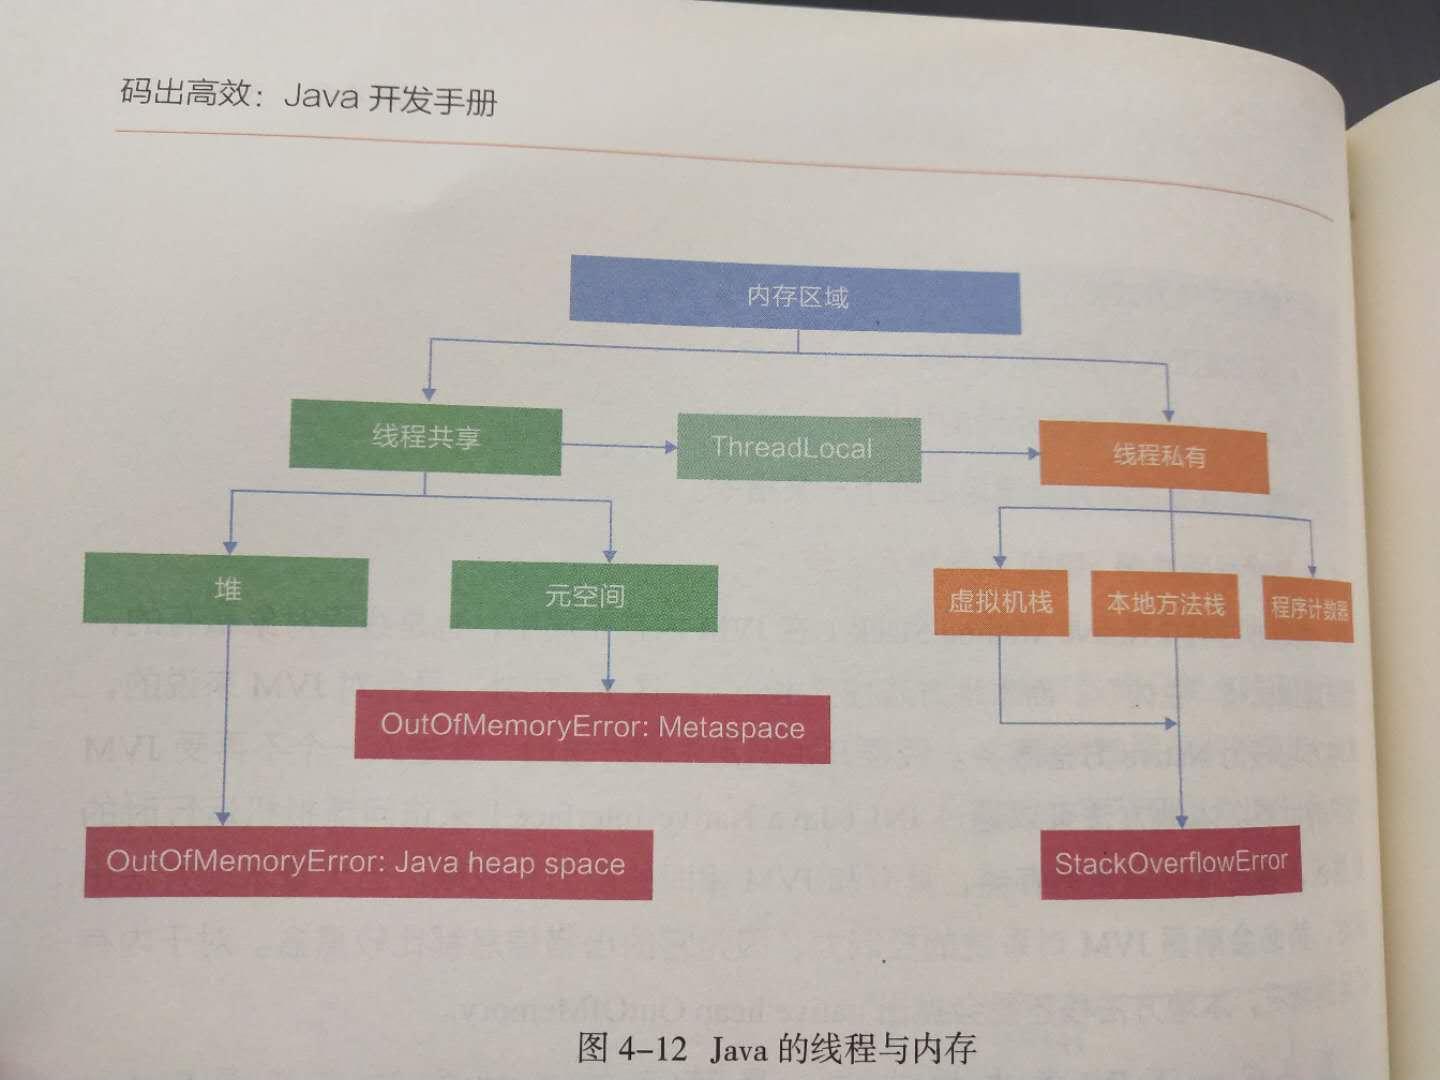 码出高效：Java 开发手册
内存区域
线程共享
ThreadLocal
线程私有
堆
元空间
虚拟机栈
本地方法栈
程序计数器
OutOfMemoryError: Metaspace
OutOfMemoryError: Java heap space
StackOverflowError
图 4-12 Java 的线程与内存